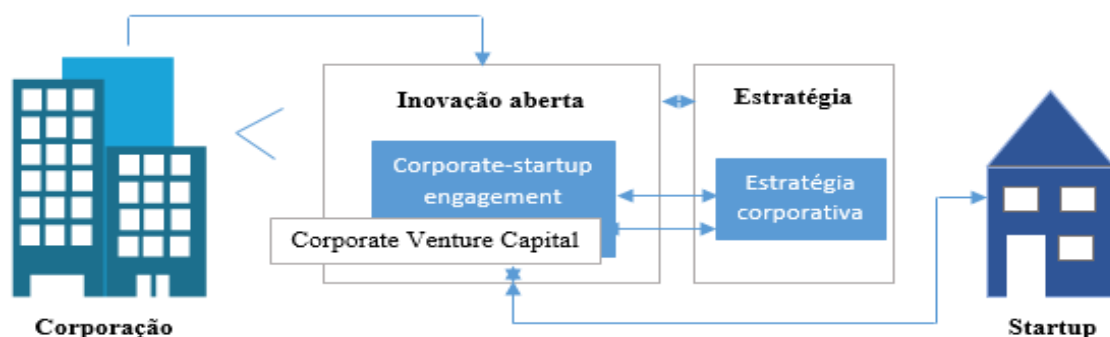 Inovação aberta
Estratégia
Corporate-startup
engagement
Estratégia
corporativa
Corporate Venture Capital
Corporação
Startup